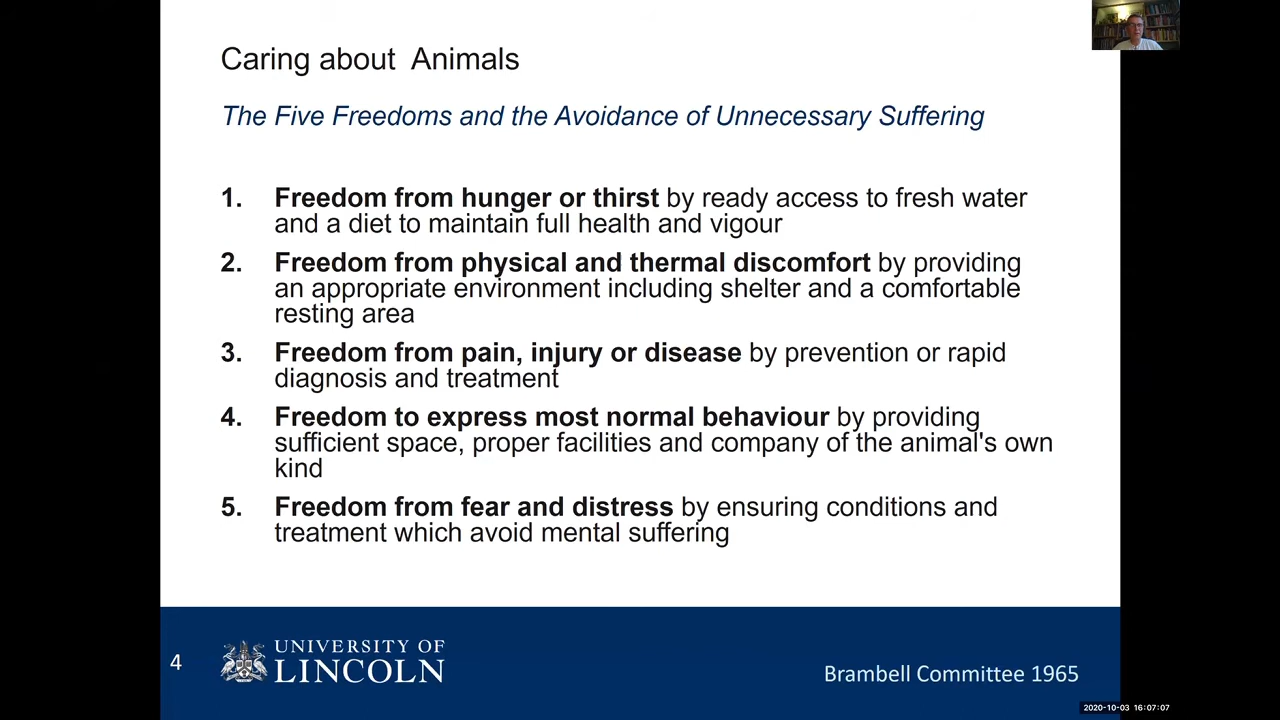 Caring about  Animals
The Five Freedoms and the Avoidance of Unnecessary Suffering
1. Freedom from hunger or thirst by ready access to fresh water
and a diet to maintain full health and vigour
2. Freedom from physical and thermal discomfort by providing
an appropriate environment including shelter and a comfortable
resting area
3. Freedom from pain, injury or disease by prevention or rapid
diagnosis and treatment
4. Freedom to express most normal behaviour by providing
sufficient space, proper facilities and company of the animal's own
kind
5. Freedom from fear and distress by ensuring conditions and
treatment which avoid mental suffering
4
UNIVERSITY OF
LINCOLN
Brambell Committee 1965
2020-10-03 16:07:07